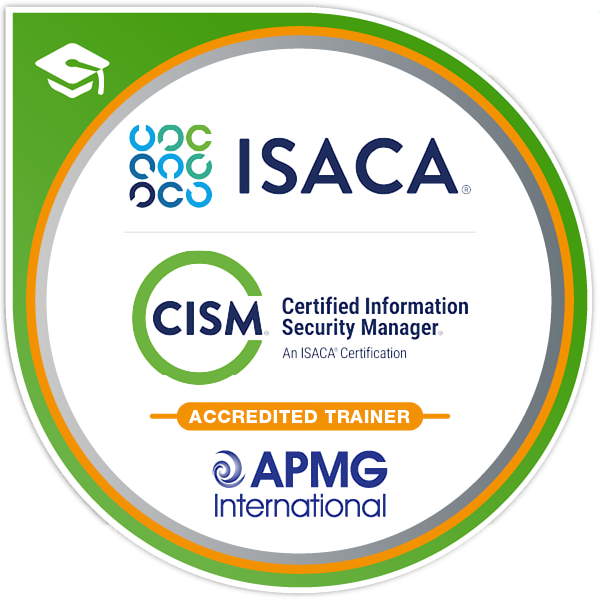 ISACA®
CISM® Certified Information
Security Manager®
An ISACA® Certification
ACCREDITED TRAINER
APMG
International